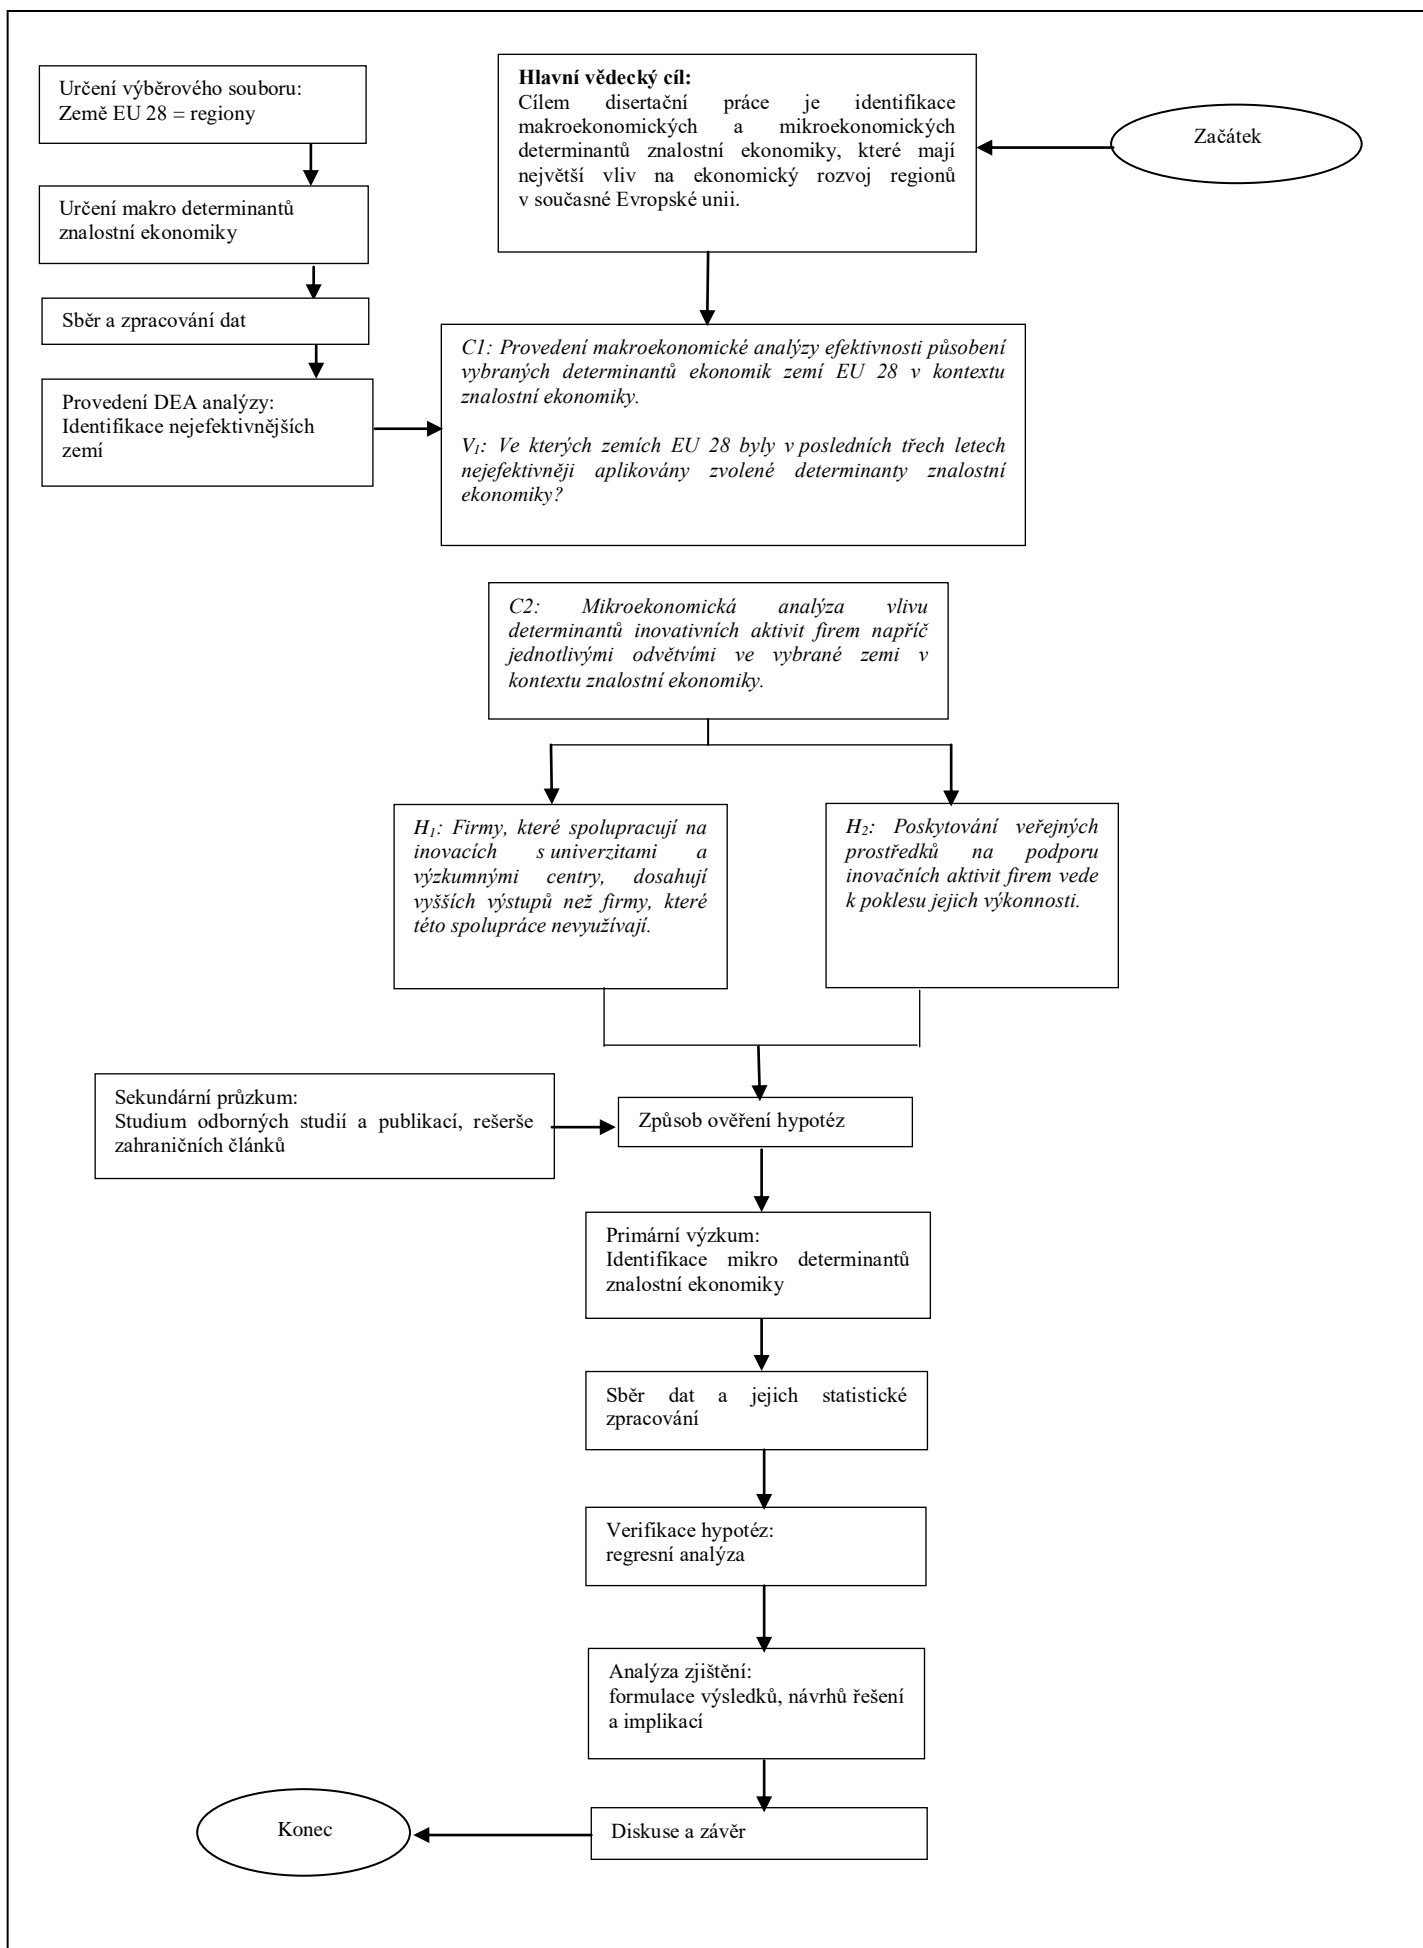 Začátek
Hlavní vědecký cíl:
Cílem disertační práce je identifikace
makroekonomických a mikroekonomických
determinantů znalostní ekonomiky, které mají
největší vliv na ekonomický rozvoj regionů
v současné Evropské unii.
Určení výběrového souboru:
Země EU 28 = regiony
Určení makro determinantů
znalostní ekonomiky
Sběr a zpracování dat
Provedení DEA analýzy:
Identifikace nejefektivnějších
zemí
C1: Provedení makroekonomické analýzy efektivnosti působení
vybraných determinantů ekonomik zemí EU 28 v kontextu
znalostní ekonomiky.
V1: Ve kterých zemích EU 28 byly v posledních třech letech
nejefektivněji aplikovány zvolené determinanty znalostní
ekonomiky?
C2: Mikroekonomická analýza vlivu
determinantů inovativních aktivit firem napříč
jednotlivými odvětvími ve vybrané zemi v
kontextu znalostní ekonomiky.
H1: Firmy, které spolupracují na
inovacích s univerzitami a
výzkumnými centry, dosahují
vyšších výstupů než firmy, které
této spolupráce nevyužívají.
H2: Poskytování veřejných
prostředků na podporu
inovačních aktivit firem vede
k poklesu jejich výkonnosti.
Sekundární průzkum:
Studium odborných studií a publikací, rešerše
zahraničních článků
Způsob ověření hypotéz
Primární výzkum:
Identifikace mikro determinantů
znalostní ekonomiky
Sběr dat a jejich statistické
zpracování
Verifikace hypotéz:
regresní analýza
Analýza zjištění:
formulace výsledků, návrhů řešení
a implikací
Diskuse a závěr
Konec